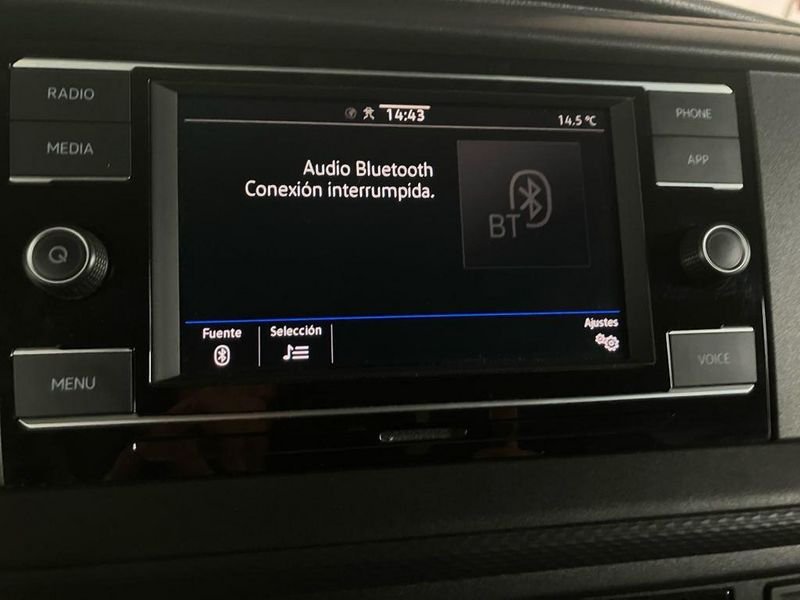 RADIO
MEDIA
MENU
14:43
14.5 °C
Audio Bluetooth
Conexión interrumpida.
BT
Fuente
Selección
Ajustes
PHONE
APP
VOICE